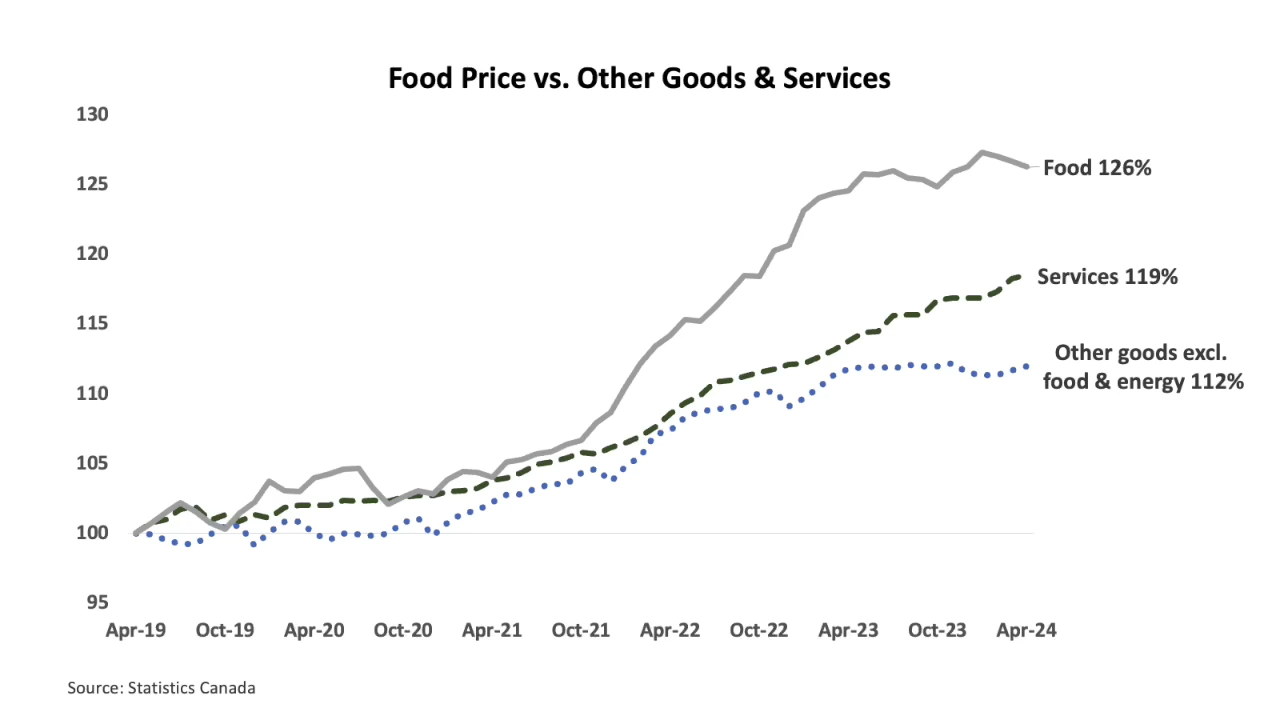 Food Price vs. Other Goods & Services
130
125
120
115
110
105
100
95
Food 126%
Services 119%
Other goods excl.
food & energy 112%
Apr-19 Oct-19 Apr-20 Oct-20 Apr-21 Oct-21 Apr-22 Oct-22 Apr-23 Oct-23 Apr-24
Source: Statistics Canada